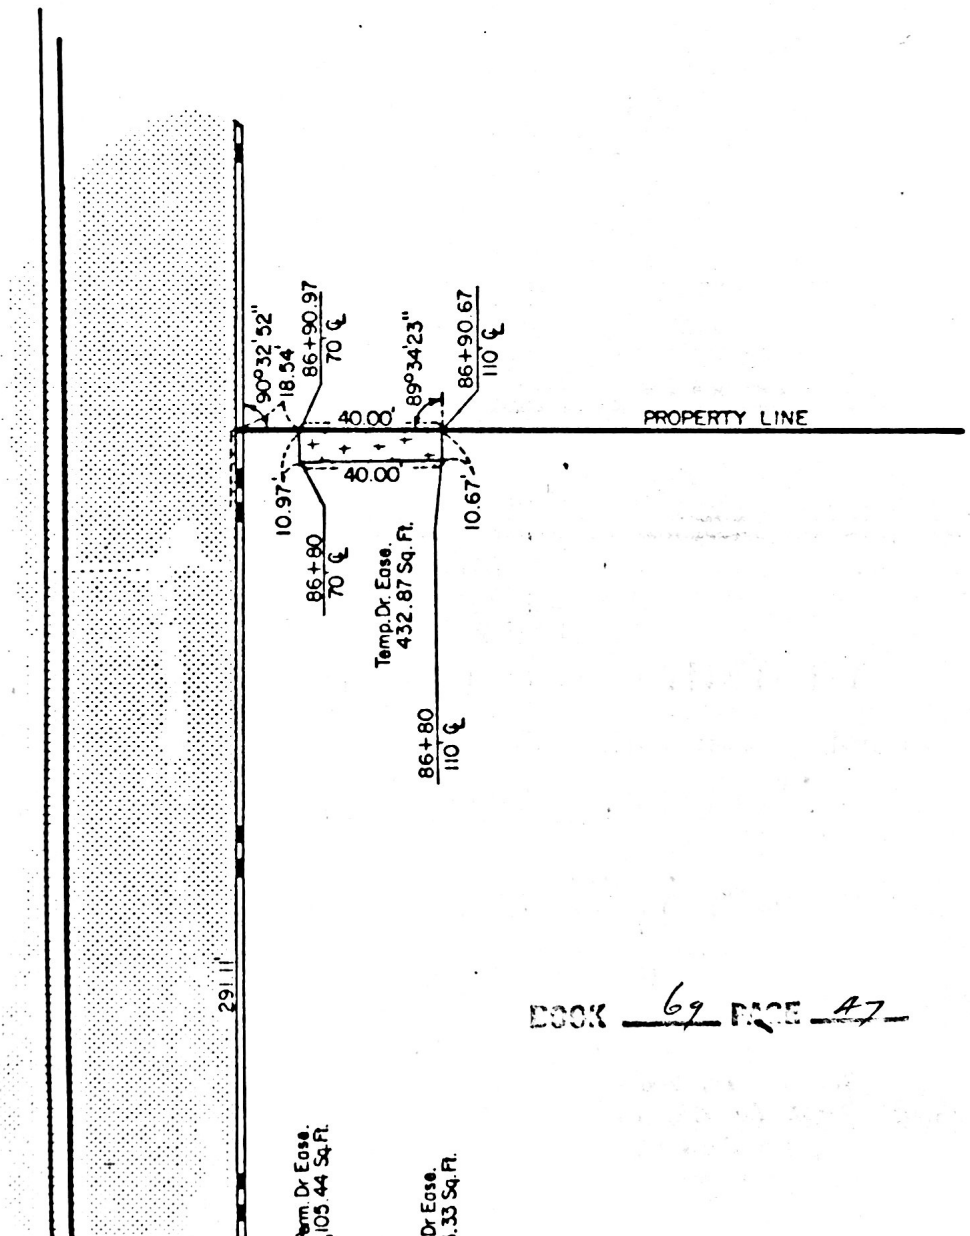 90°32'52"
18.54'
86+90.97
70' ℄
89°34'23"
86+90.67
110' ℄
40.00'
PROPERTY LINE
40.00'
10.97'
10.67'
86+80
70' ℄
Temp. Dr. Ease.
432.87 Sq. Ft.
86+80
110' ℄
291.11'
BOOK 69 PAGE 47
erm. Dr Ease.
,105.44 Sq. Ft.
Dr Ease.
.33 Sq. Ft.